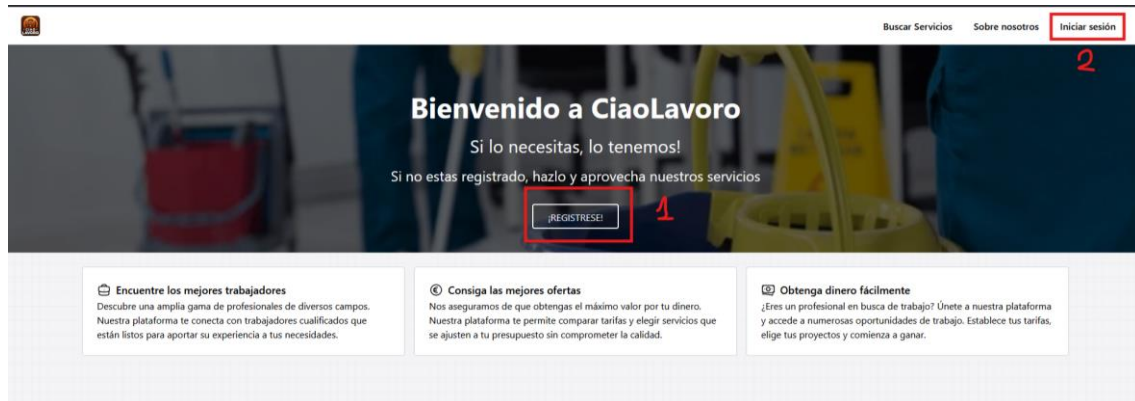 Buscar Servicios Sobre nosotros Iniciar sesión
2
Bienvenido a CiaoLavoro
Si lo necesitas, lo tenemos!
Si no estas registrado, hazlo y aprovecha nuestros servicios
¡REGISTRESE!
1
Encuentre los mejores trabajadores
Descubre una amplia gama de profesionales de diversos campos.
Nuestra plataforma te conecta con trabajadores cualificados que
están listos para aportar su experiencia a tus necesidades.
Consiga las mejores ofertas
Nos aseguramos de que obtengas el máximo valor por tu dinero.
Nuestra plataforma te permite comparar tarifas y elegir servicios que
se ajusten a tu presupuesto sin comprometer la calidad.
Obtenga dinero fácilmente
¿Eres un profesional en busca de trabajo? Únete a nuestra plataforma
y accede a numerosas oportunidades de trabajo. Establece tus tarifas,
elige tus proyectos y comienza a ganar.